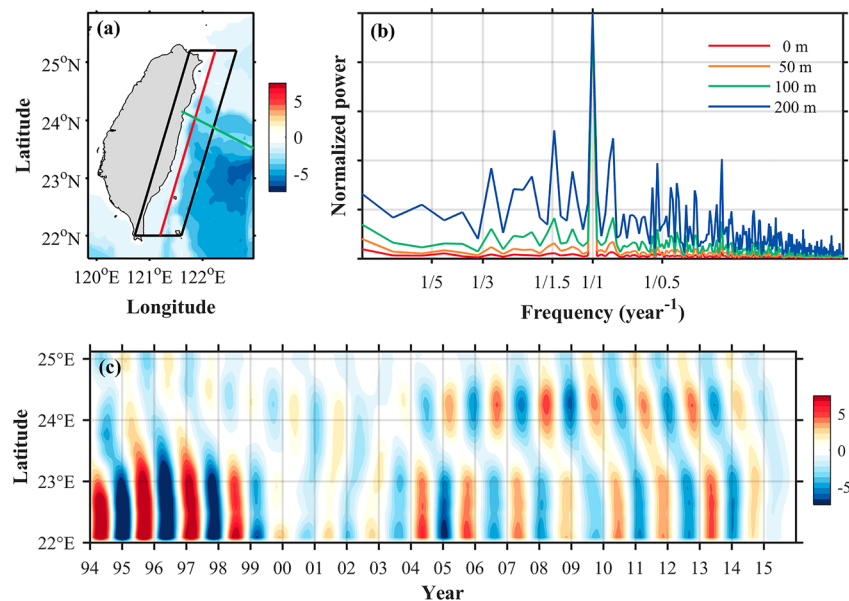 (a)
25°N
24°N
23°N
22°N
120°E 121°E 122°E
Latitude
Longitude
5
0
-5
(b)
Normalized power
0 m
50 m
100 m
200 m
1/5 1/3 1/1.5 1/1 1/0.5
Frequency (year-1)
(c)
25°E
24°E
23°E
22°E
Latitude
94 95 96 97 98 99 00 01 02 03 04 05 06 07 08 09 10 11 12 13 14 15
Year
5
0
-5